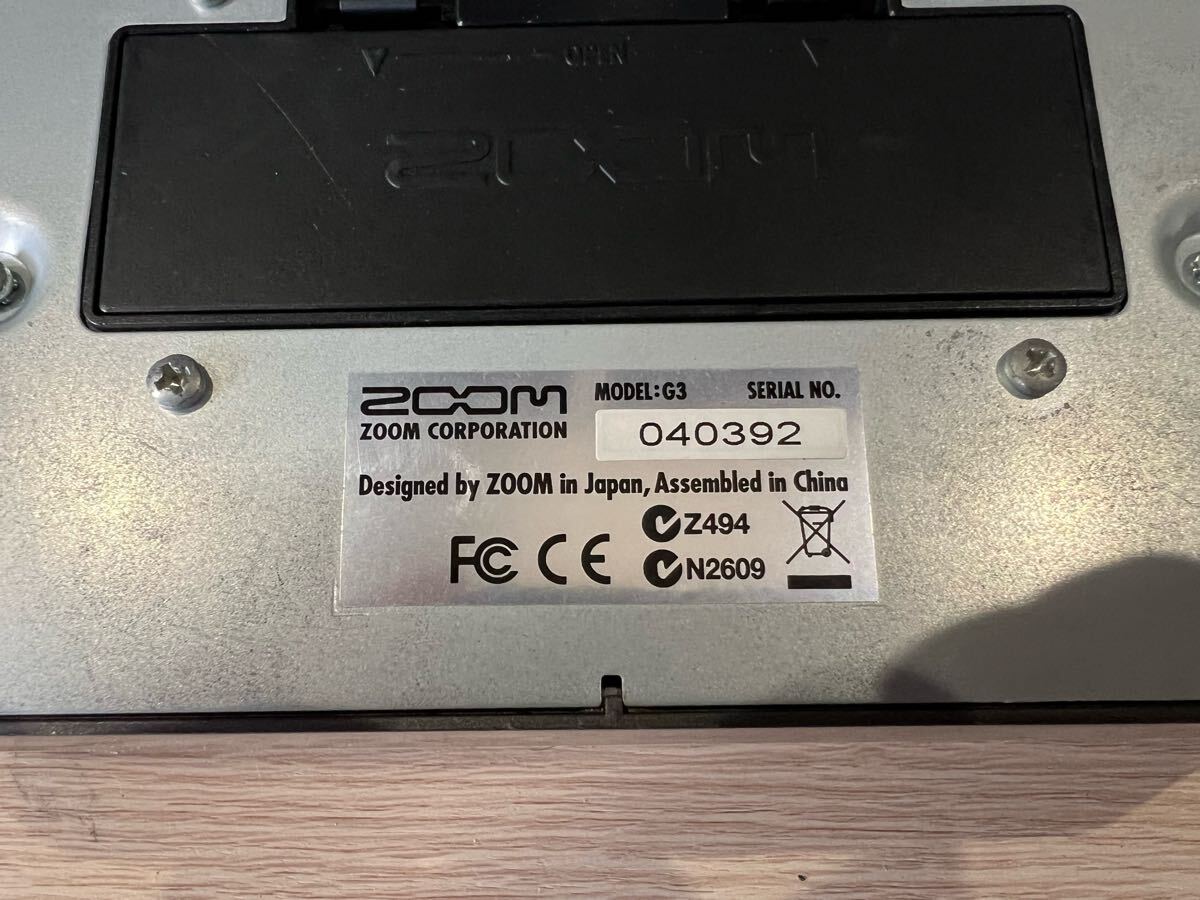 OPEN
ZOOM
ZOOM MODEL:G3 SERIAL NO.
ZOOM CORPORATION 040392
Designed by ZOOM in Japan, Assembled in China
Z494
FC CE N2609